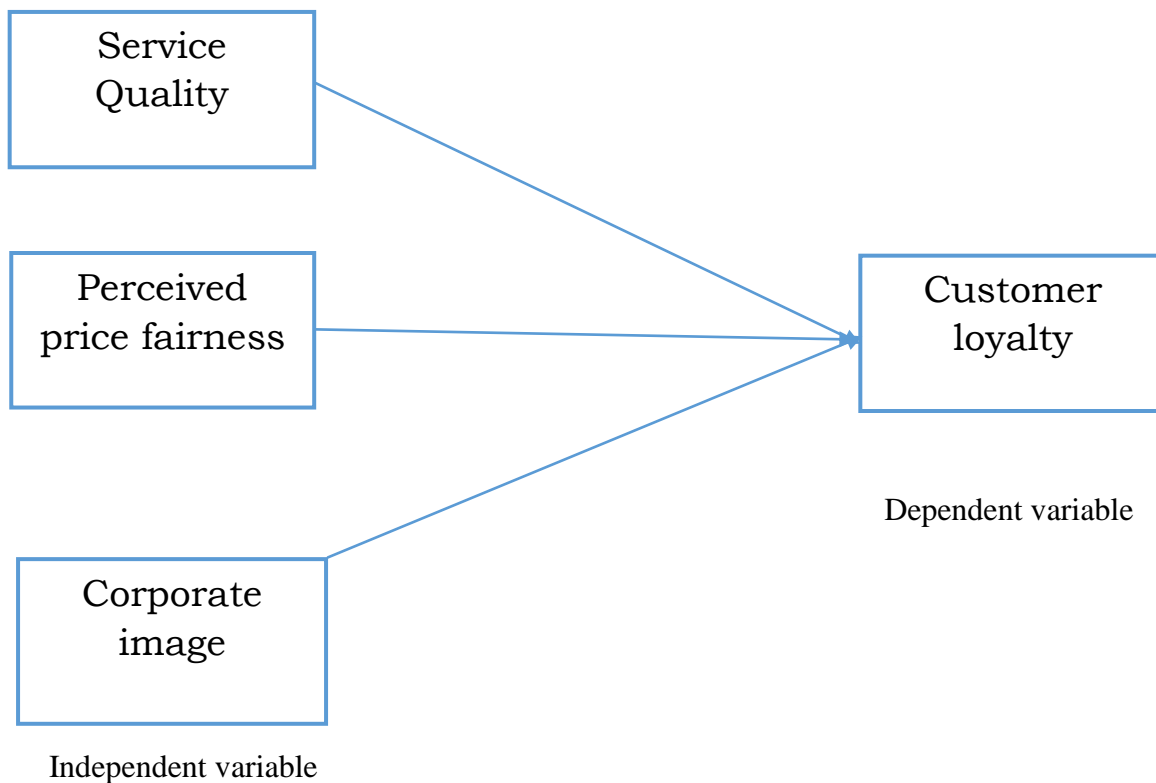 Service
Quality
Perceived
price fairness
Customer
loyalty
Dependent variable
Corporate
image
Independent variable